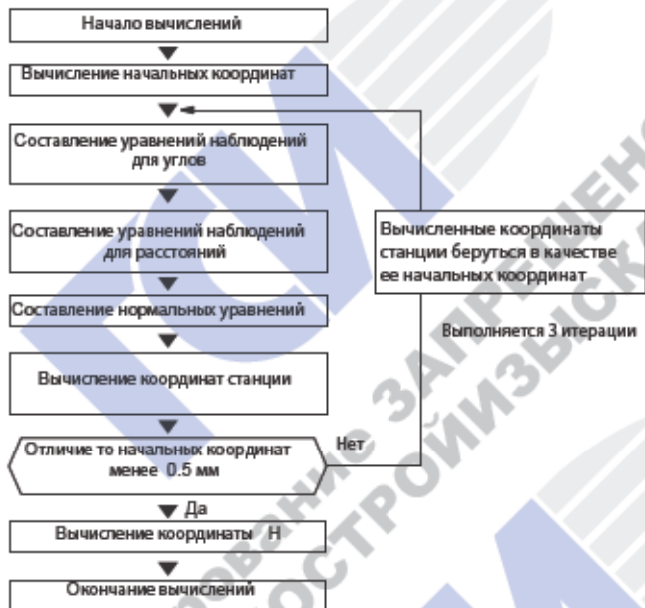 Начало вычислений
Вычисление начальных координат
Составление уравнений наблюдений
для углов
Составление уравнений наблюдений
для расстояний
Составление нормальных уравнений
Вычисление координат станции
Отличие то начальных координат
менее 0.5 мм
Нет
Да
Вычисление координаты Н
Окончание вычислений
Вычисленные координаты
станции беруться в качестве
ее начальных координат
Выполняется 3 итерации
ГСИ